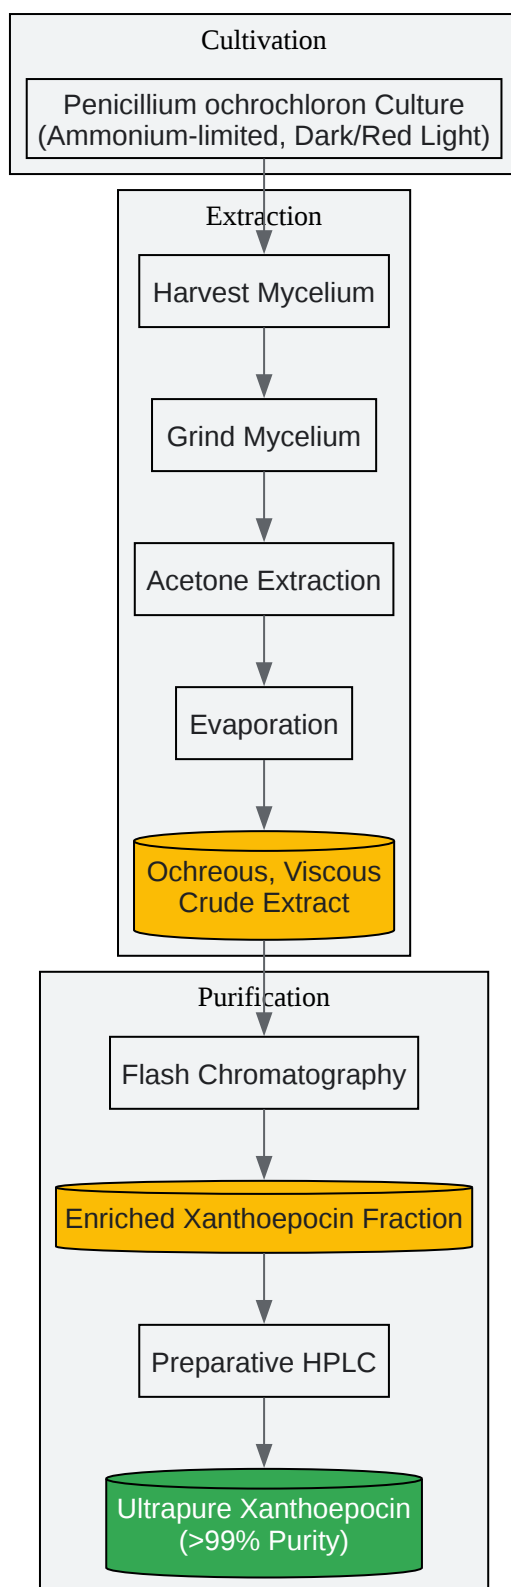 Cultivation
Penicillium ochrochloron Culture
(Ammonium-limited, Dark/Red Light)
Extraction
Harvest Mycelium
Grind Mycelium
Acetone Extraction
Evaporation
Ochreous, Viscous
Crude Extract
Purification
Flash Chromatography
Enriched Xanthoepocin Fraction
Preparative HPLC
Ultrapure Xanthoepocin
(>99% Purity)